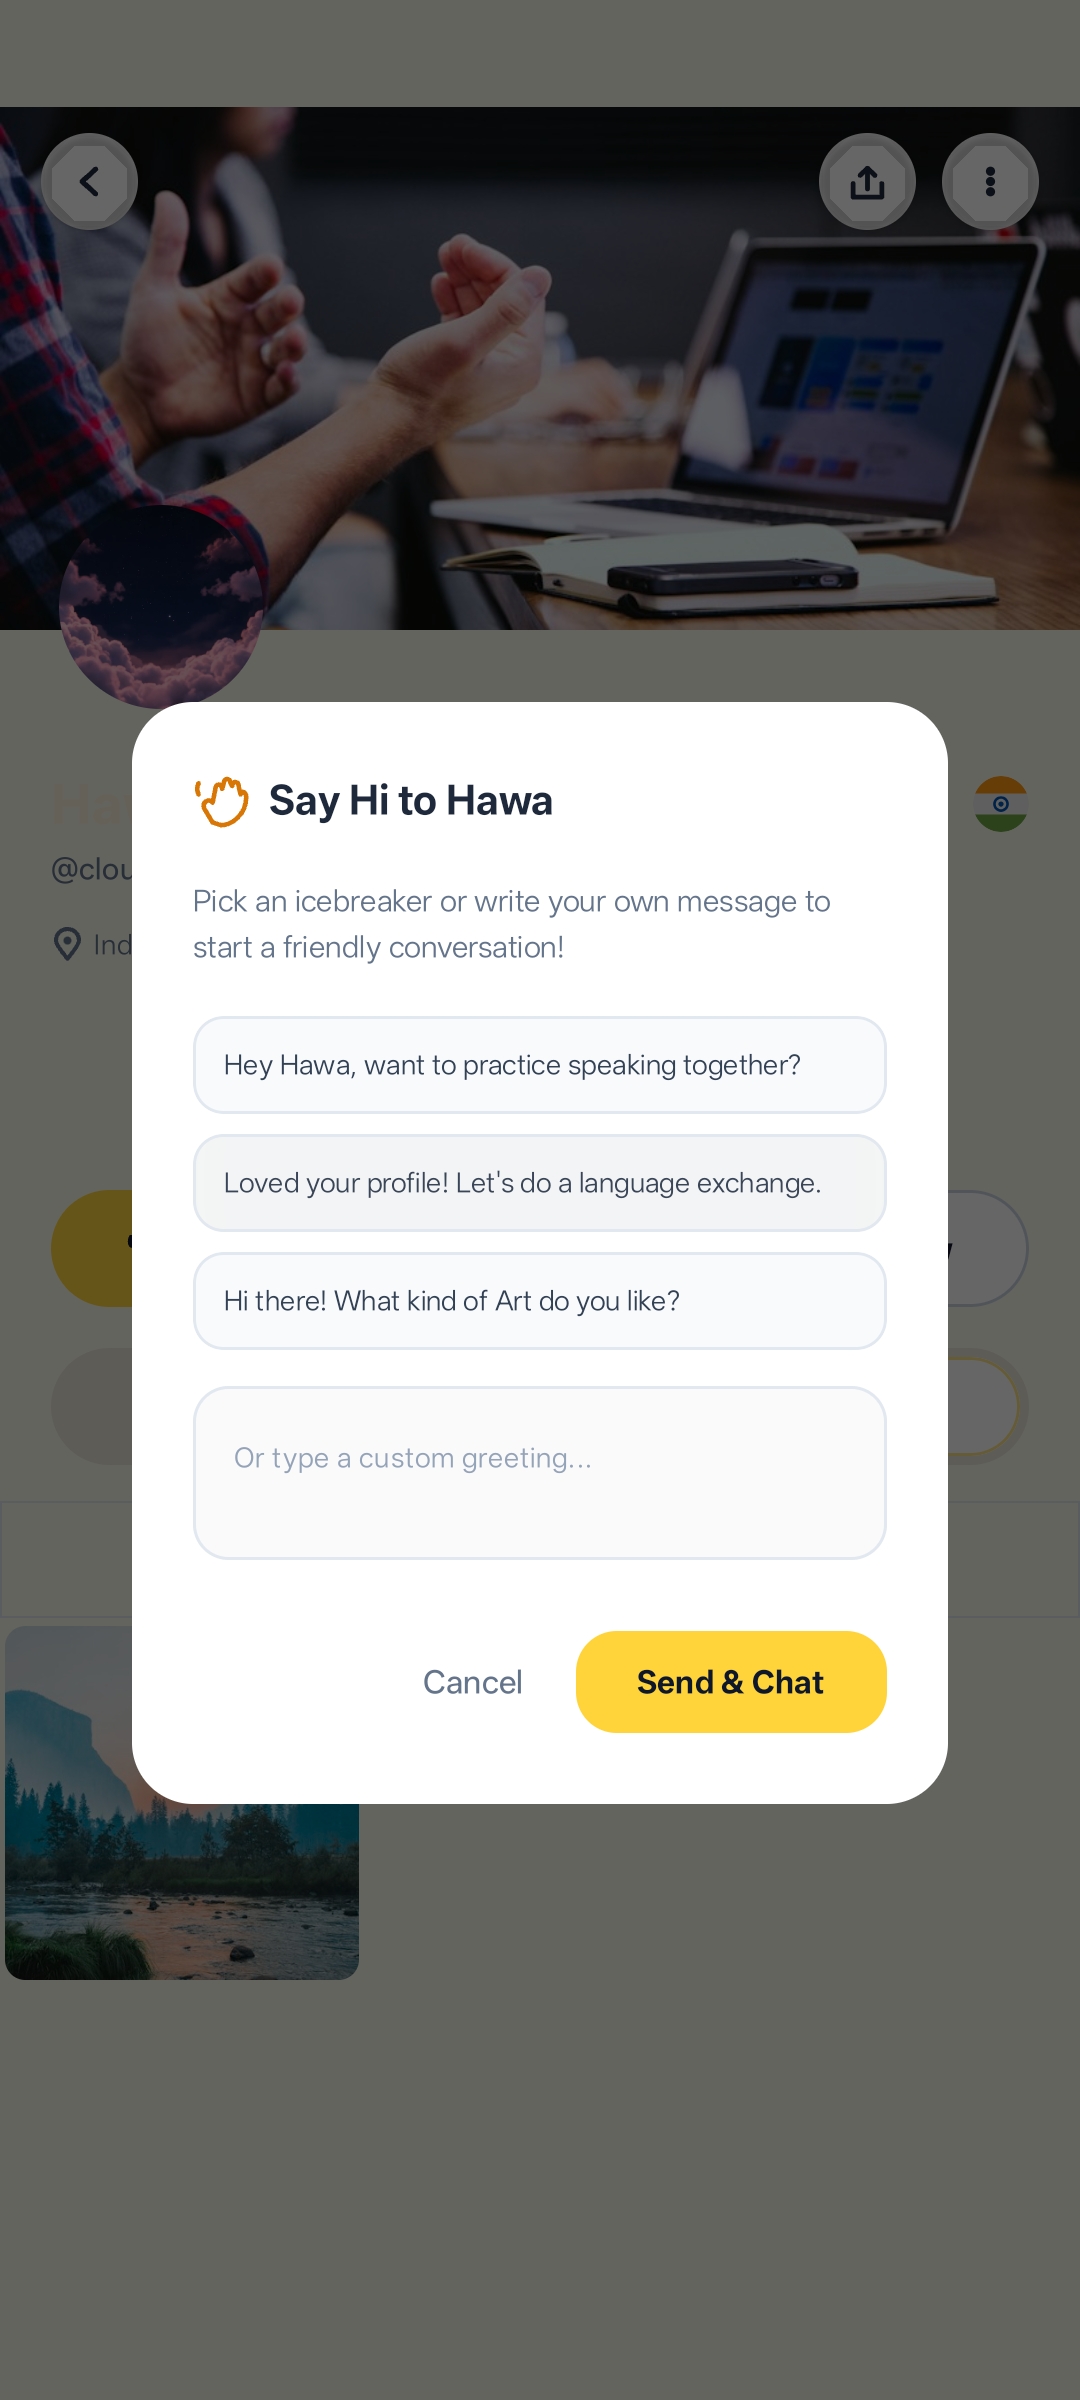 Say Hi to Hawa
@clou
Ind
Pick an icebreaker or write your own message to
start a friendly conversation!
Hey Hawa, want to practice speaking together?
Loved your profile! Let's do a language exchange.
Hi there! What kind of Art do you like?
Or type a custom greeting...
Cancel
Send & Chat